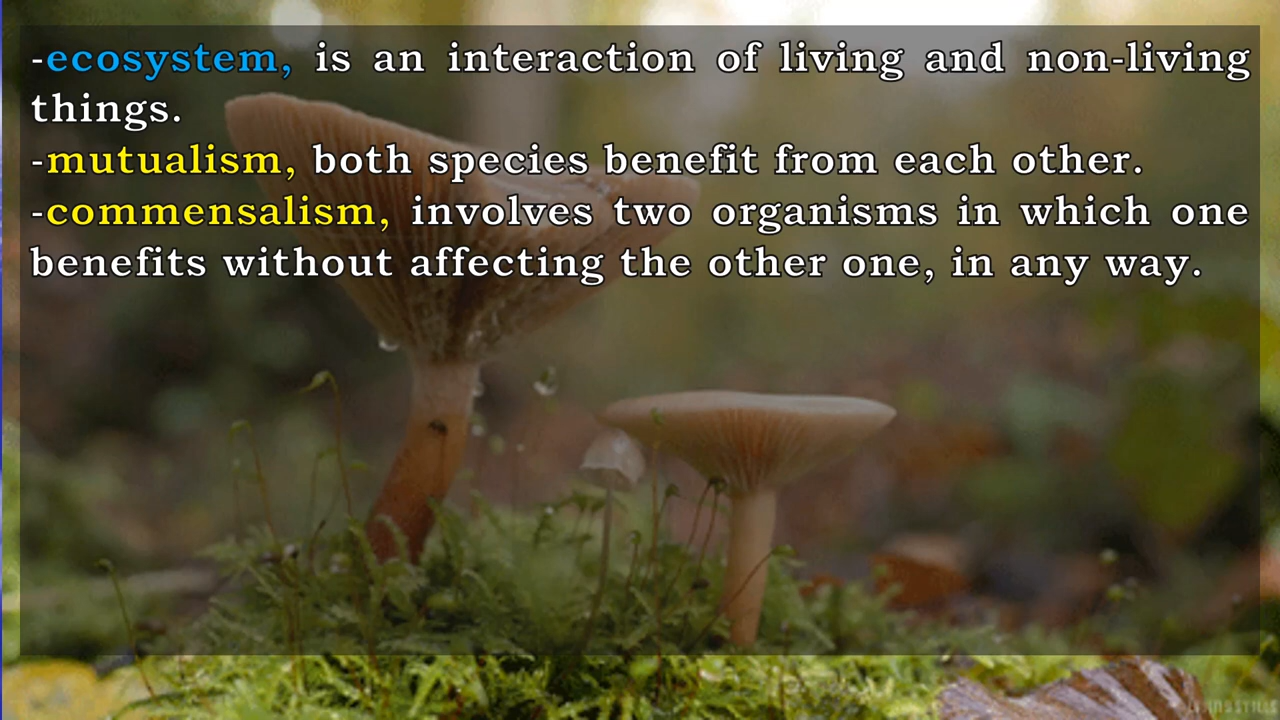 -ecosystem, is an interaction of living and non-living
things.
-mutualism, both species benefit from each other.
-commensalism, involves two organisms in which one
benefits without affecting the other one, in any way.